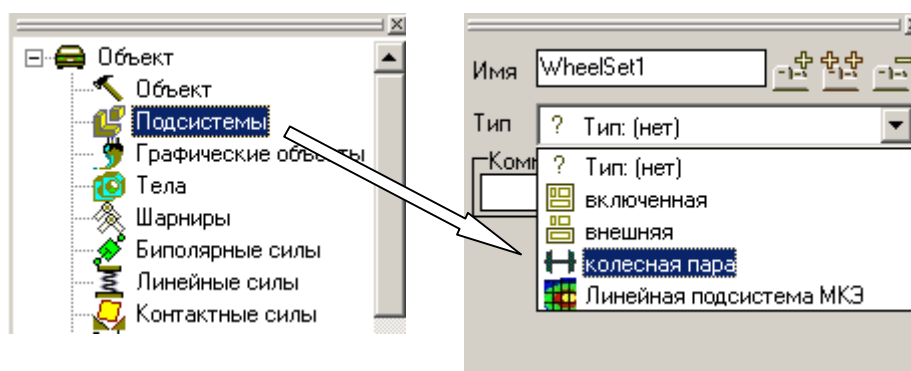 Объект
Объект
Подсистемы
Графические объекты
Тела
Шарниры
Биполярные силы
Линейные силы
Контактные силы
Имя WheelSet1
Тип ? Тип: (нет)
? Тип: (нет)
включенная
внешняя
колесная пара
Линейная подсистема МКЭ